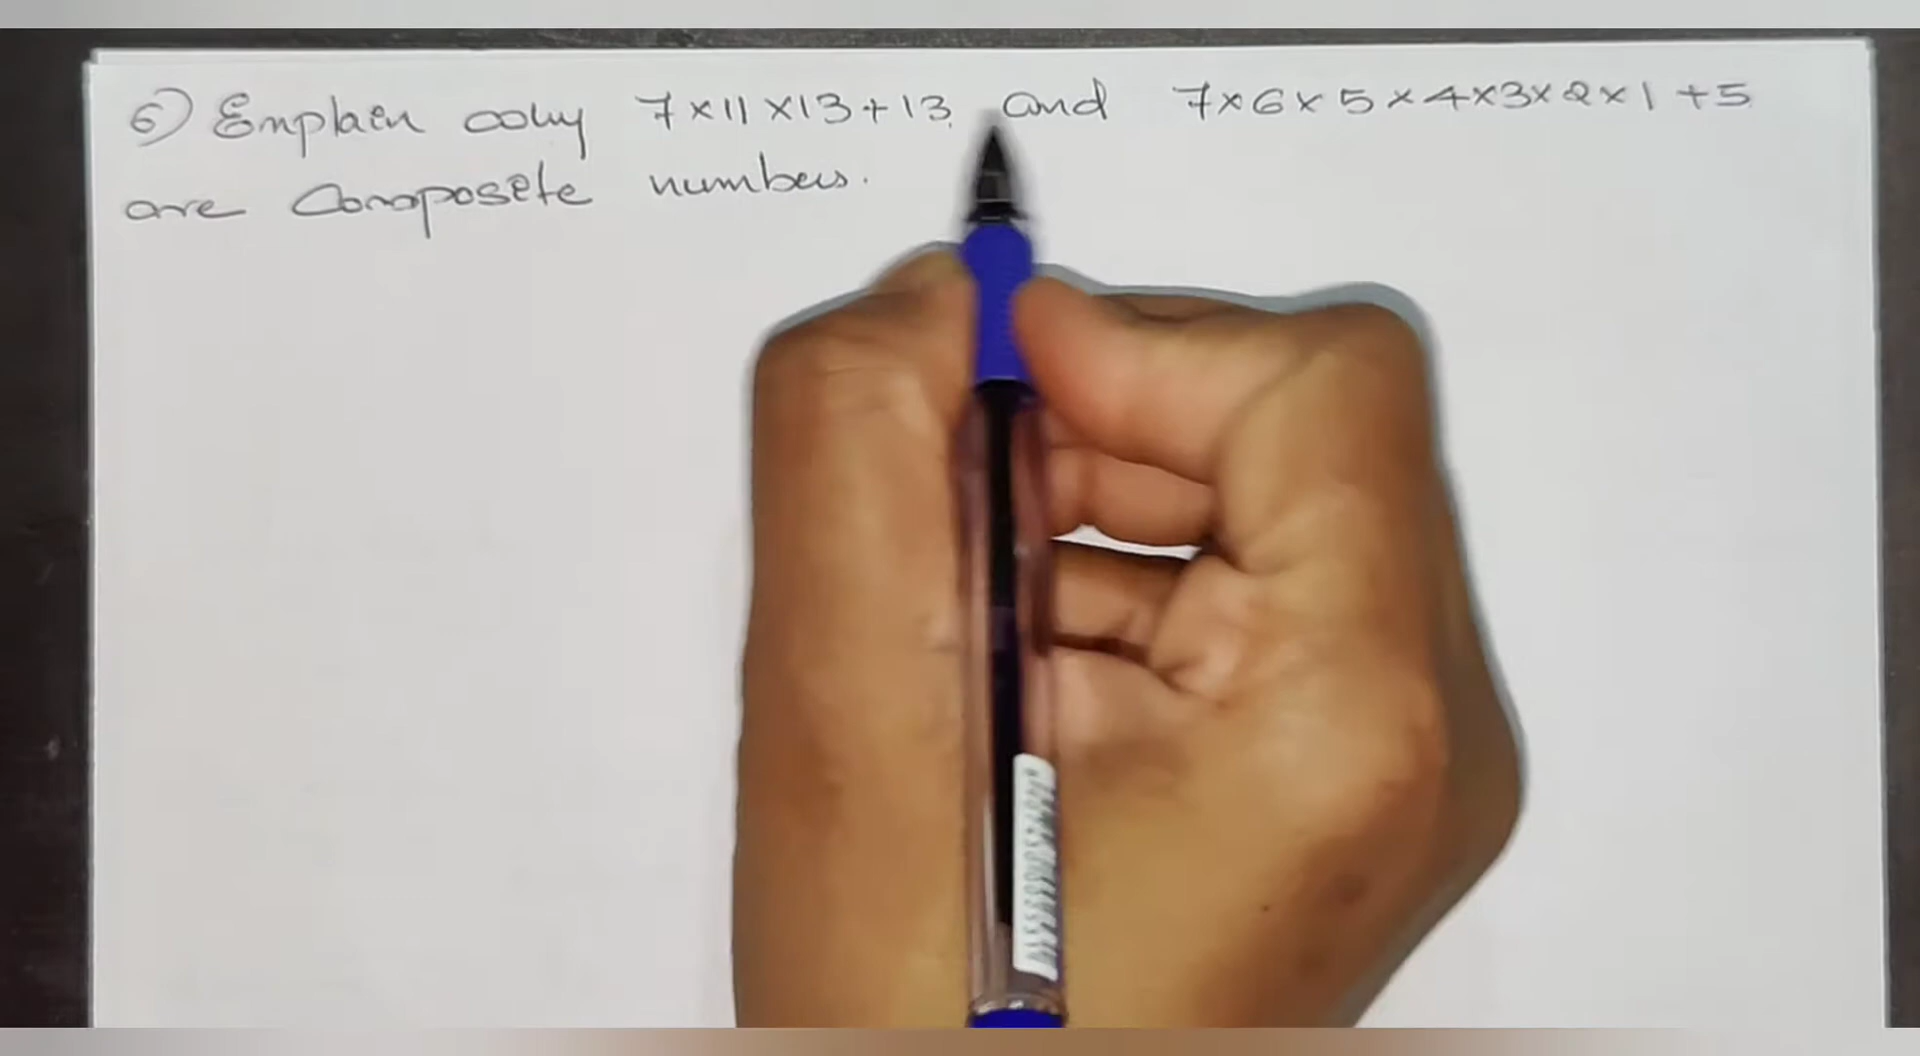 6) Explain why 7×11×13+13 and 7×6×5×4×3×2×1+5
are Composite numbers.